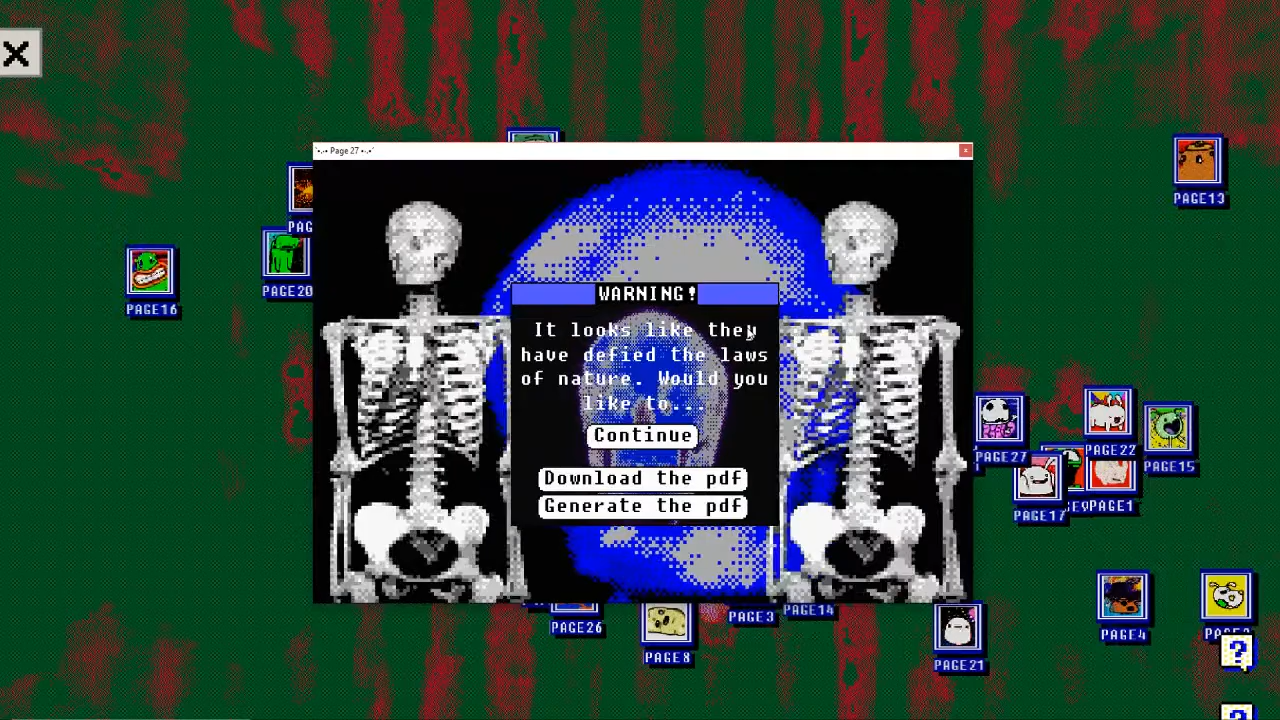 `•.,• Page 27 •,.•´
PAGE13
PAG
PAGE20
PAGE16
WARNING!
It looks like they
have defied the laws
of nature. Would you
like to...
Continue
Download the pdf
Generate the pdf
PAGE27
PAGE22
PAGE15
PAGE17
PAGE1
PAGE26
PAGE8
PAGE3
PAGE14
PAGE21
PAGE4
?